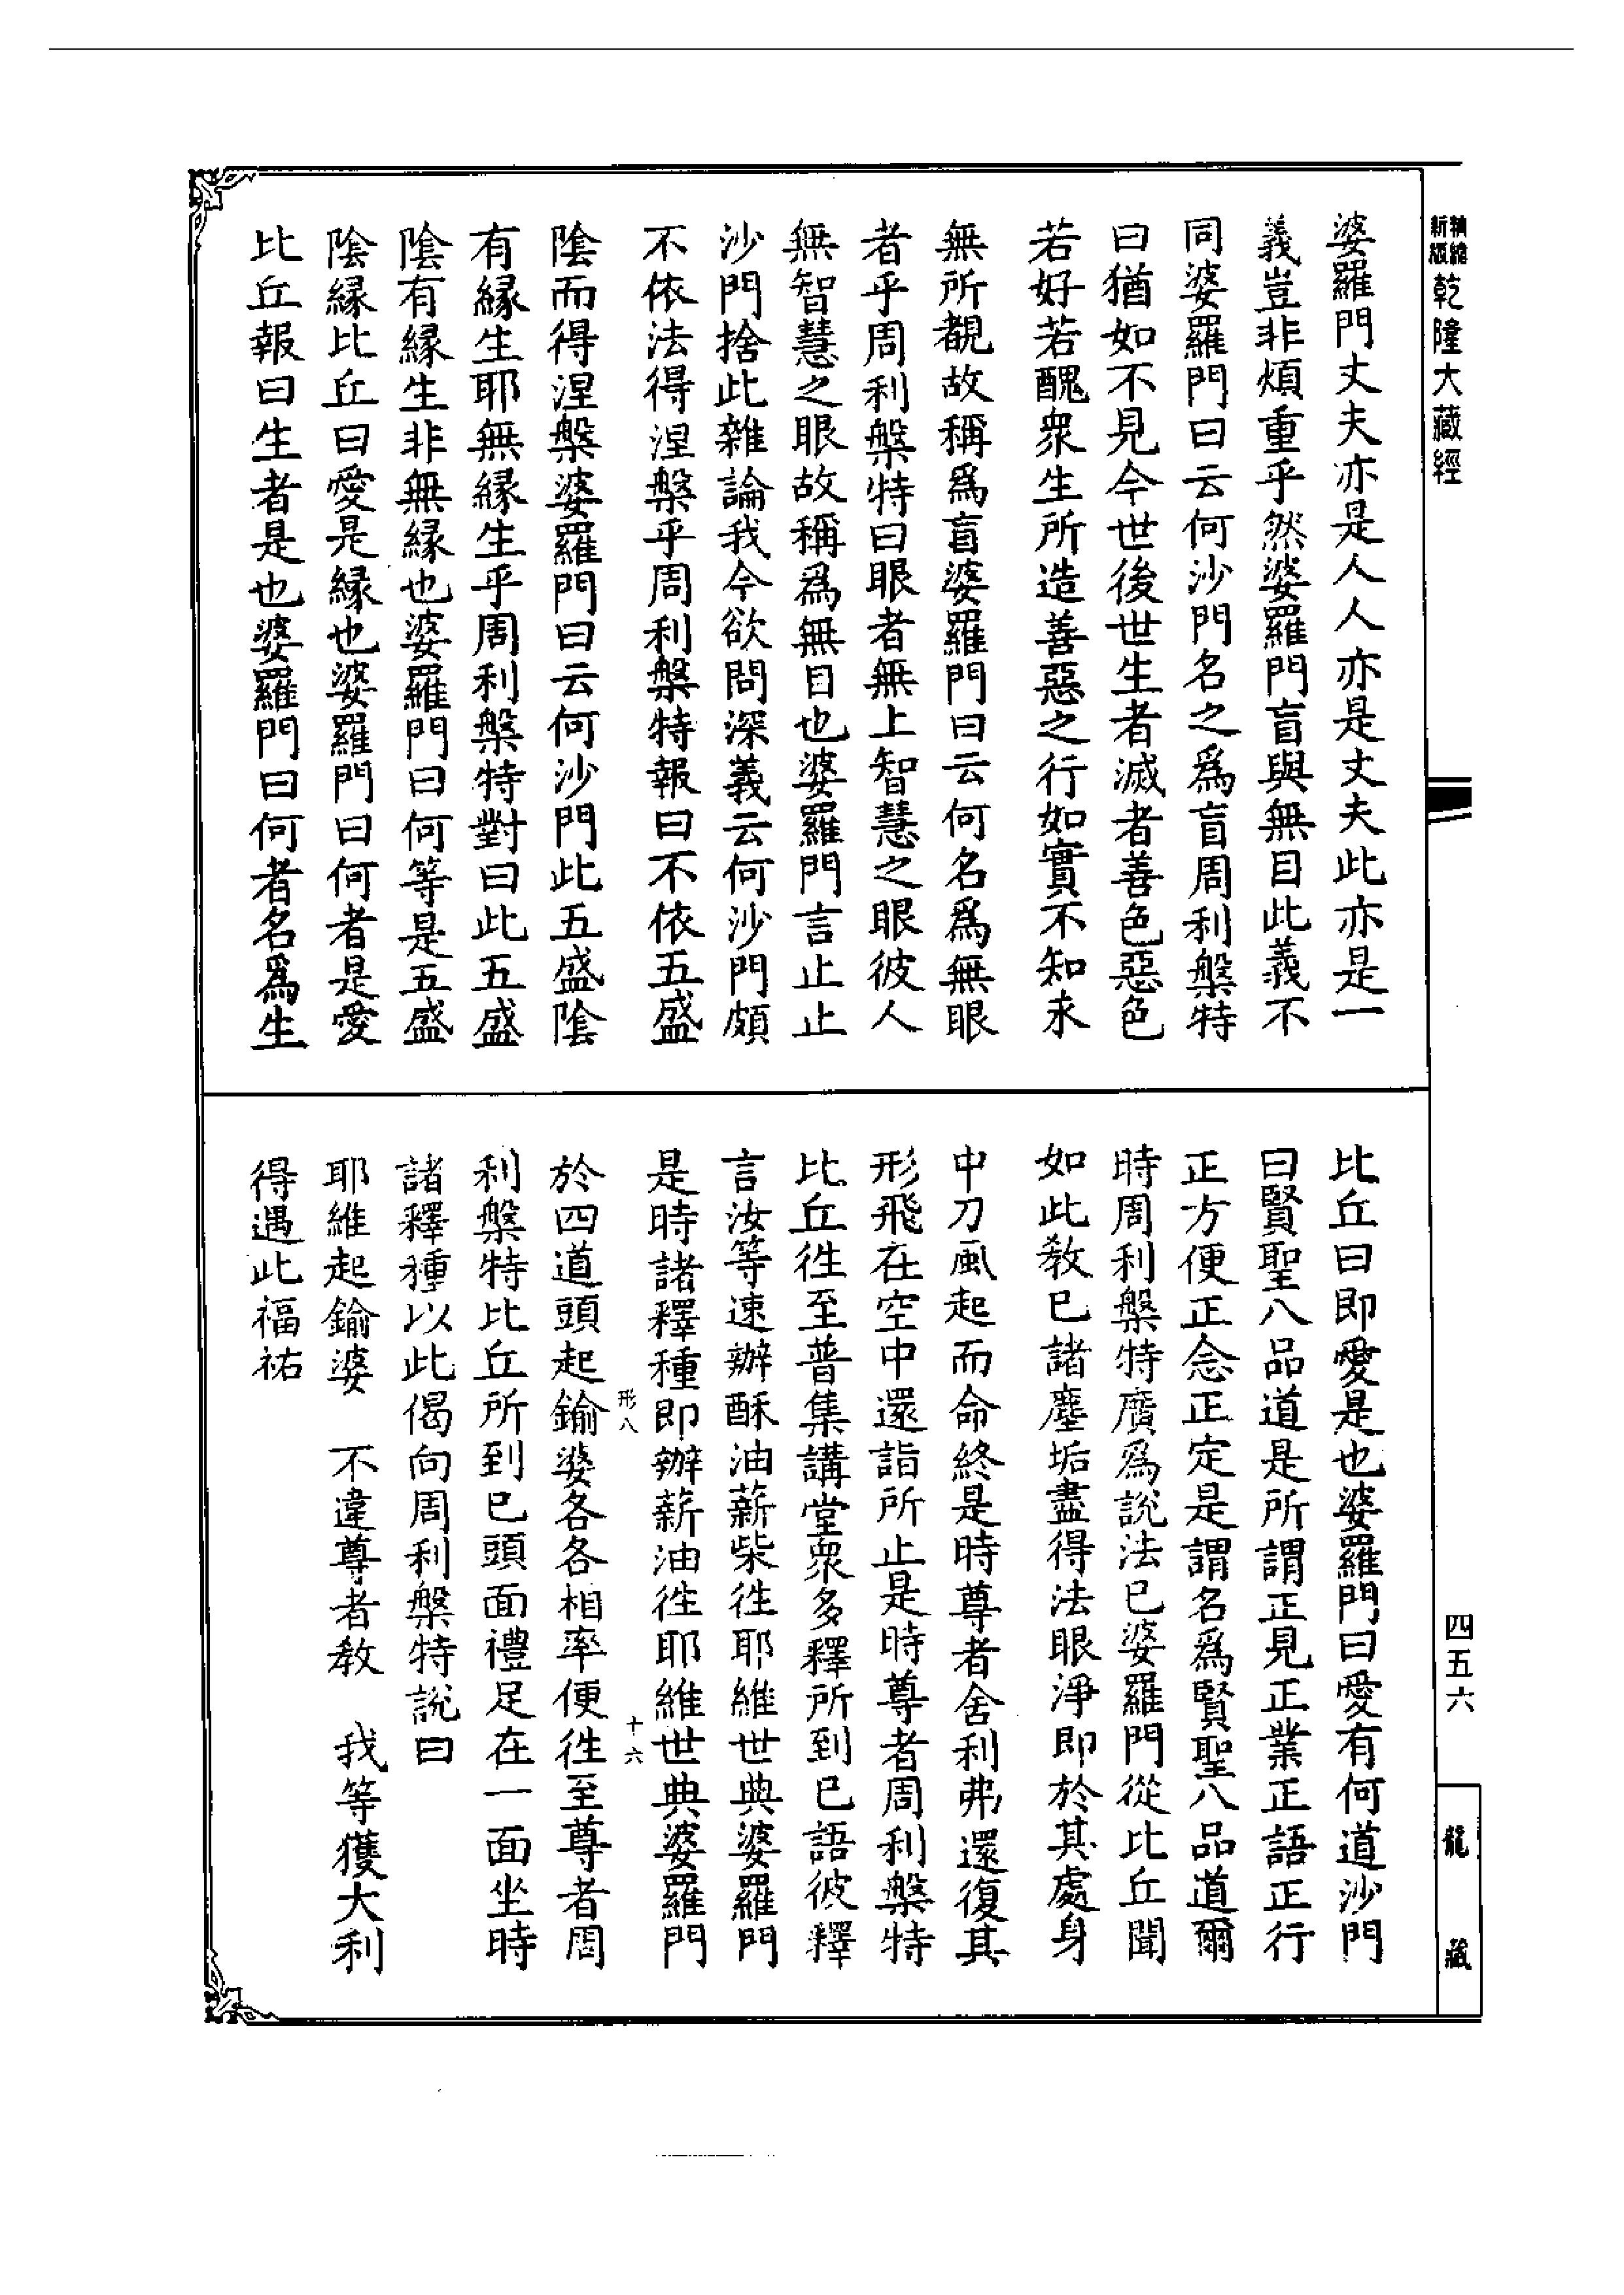 精縮新版乾隆大藏經
婆羅門丈夫亦是人人亦是丈夫此亦是一
義豈非煩重乎然婆羅門盲與無目此義不
同婆羅門曰云何沙門名之爲盲周利槃特
曰猶如不見今世後世生者滅者善色惡色
若好若醜衆生所造善惡之行如實不知永
無所覩故稱爲盲婆羅門曰云何名爲無眼
者乎周利槃特曰眼者無上智慧之眼彼人
無智慧之眼故稱爲無目也婆羅門言止止
沙門捨此雜論我今欲問深義云何沙門頗
不依法得涅槃乎周利槃特報曰不依五盛
陰而得涅槃婆羅門曰云何沙門此五盛陰
有緣生耶無緣生乎周利槃特對曰此五盛
陰有緣生非無緣也婆羅門曰何等是五盛
陰緣比丘曰愛是緣也婆羅門曰何者是愛
比丘報曰生者是也婆羅門曰何者名爲生
比丘曰即愛是也婆羅門曰愛有何道沙門
曰賢聖八品道是所謂正見正業正語正行
正方便正念正定是謂名爲賢聖八品道爾
時周利槃特廣爲說法已婆羅門從比丘聞
如此教已諸塵垢盡得法眼淨即於其處身
中刀風起而命終是時尊者舍利弗還復其
形飛在空中還詣所止是時尊者周利槃特
比丘往至普集講堂衆多釋所到已語彼釋
言汝等速辦酥油薪柴往耶維世典婆羅門
是時諸釋種即辦薪油往耶維世典婆羅門
形八 十六
於四道頭起鍮婆各各相率便往至尊者周
利槃特比丘所到已頭面禮足在一面坐時
諸釋種以此偈向周利槃特說曰
耶維起鍮婆 不違尊者教 我等獲大利
得遇此福祐
四五六
龍藏